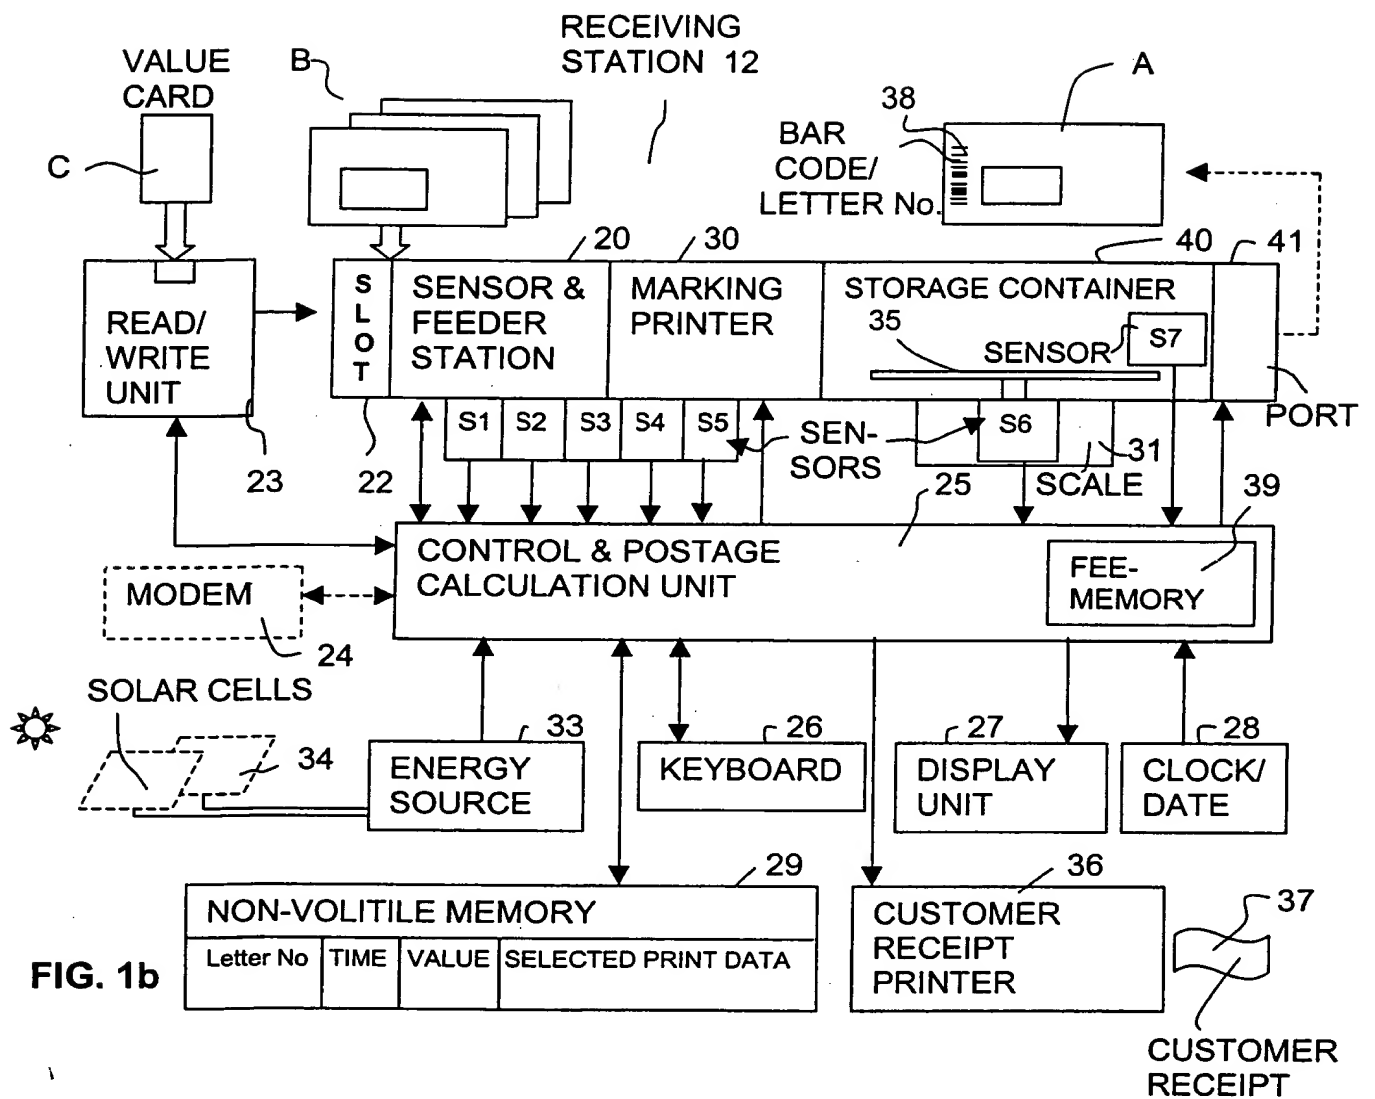 RECEIVING
STATION 12
VALUE
CARD
B
A
38
BAR
CODE/
LETTER No.
C
20
30
40
41
SLOT
SENSOR &
FEEDER
STATION
MARKING
PRINTER
STORAGE CONTAINER
35
SENSOR
S7
READ/
WRITE
UNIT
PORT
S1
S2
S3
S4
S5
SEN-
SORS
S6
31
SCALE
23
22
25
39
CONTROL & POSTAGE
CALCULATION UNIT
FEE-
MEMORY
MODEM
24
SOLAR CELLS
34
33
ENERGY
SOURCE
26
KEYBOARD
27
DISPLAY
UNIT
28
CLOCK/
DATE
29
NON-VOLITILE MEMORY
Letter No
TIME
VALUE
SELECTED PRINT DATA
36
CUSTOMER
RECEIPT
PRINTER
37
CUSTOMER
RECEIPT
FIG. 1b